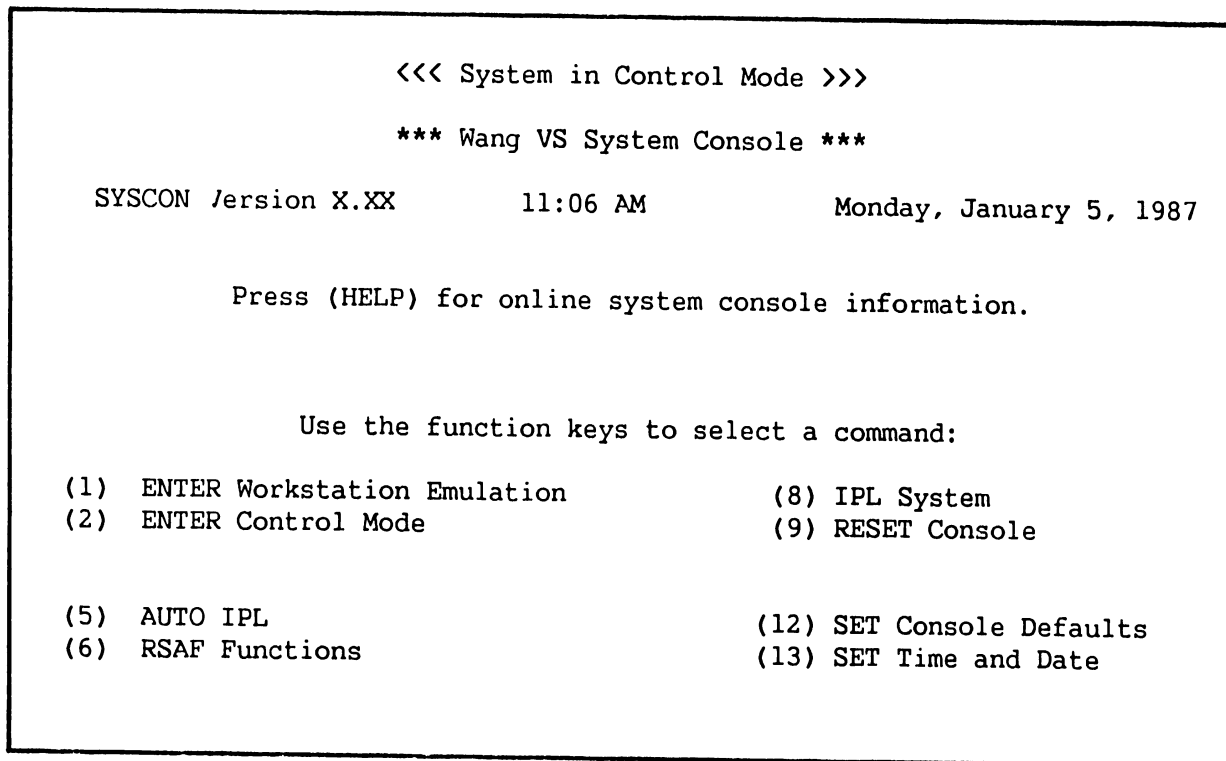 <<< System in Control Mode >>>
*** Wang VS System Console ***
SYSCON Version X.XX 11:06 AM Monday, January 5, 1987
Press (HELP) for online system console information.
Use the function keys to select a command:
(1) ENTER Workstation Emulation (8) IPL System
(2) ENTER Control Mode (9) RESET Console
(5) AUTO IPL (12) SET Console Defaults
(6) RSAF Functions (13) SET Time and Date